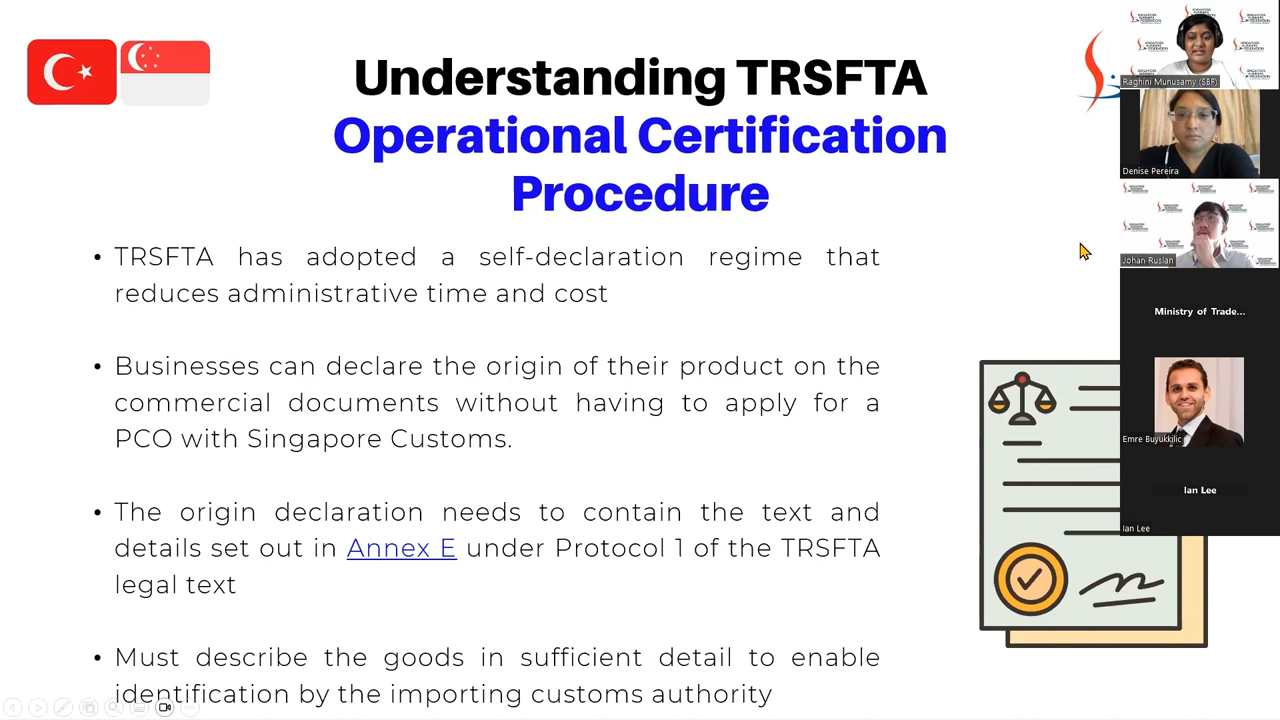 Understanding TRSFTA
Operational Certification
Procedure
• TRSFTA has adopted a self-declaration regime that
reduces administrative time and cost
• Businesses can declare the origin of their product on the
commercial documents without having to apply for a
PCO with Singapore Customs.
• The origin declaration needs to contain the text and
details set out in Annex E under Protocol 1 of the TRSFTA
legal text
• Must describe the goods in sufficient detail to enable
identification by the importing customs authority
Raghini Munusamy (SBF)
Denise Pereira
Johan Ruslan
Ministry of Trade...
Emre Buyukkilic
Ian Lee
Ian Lee